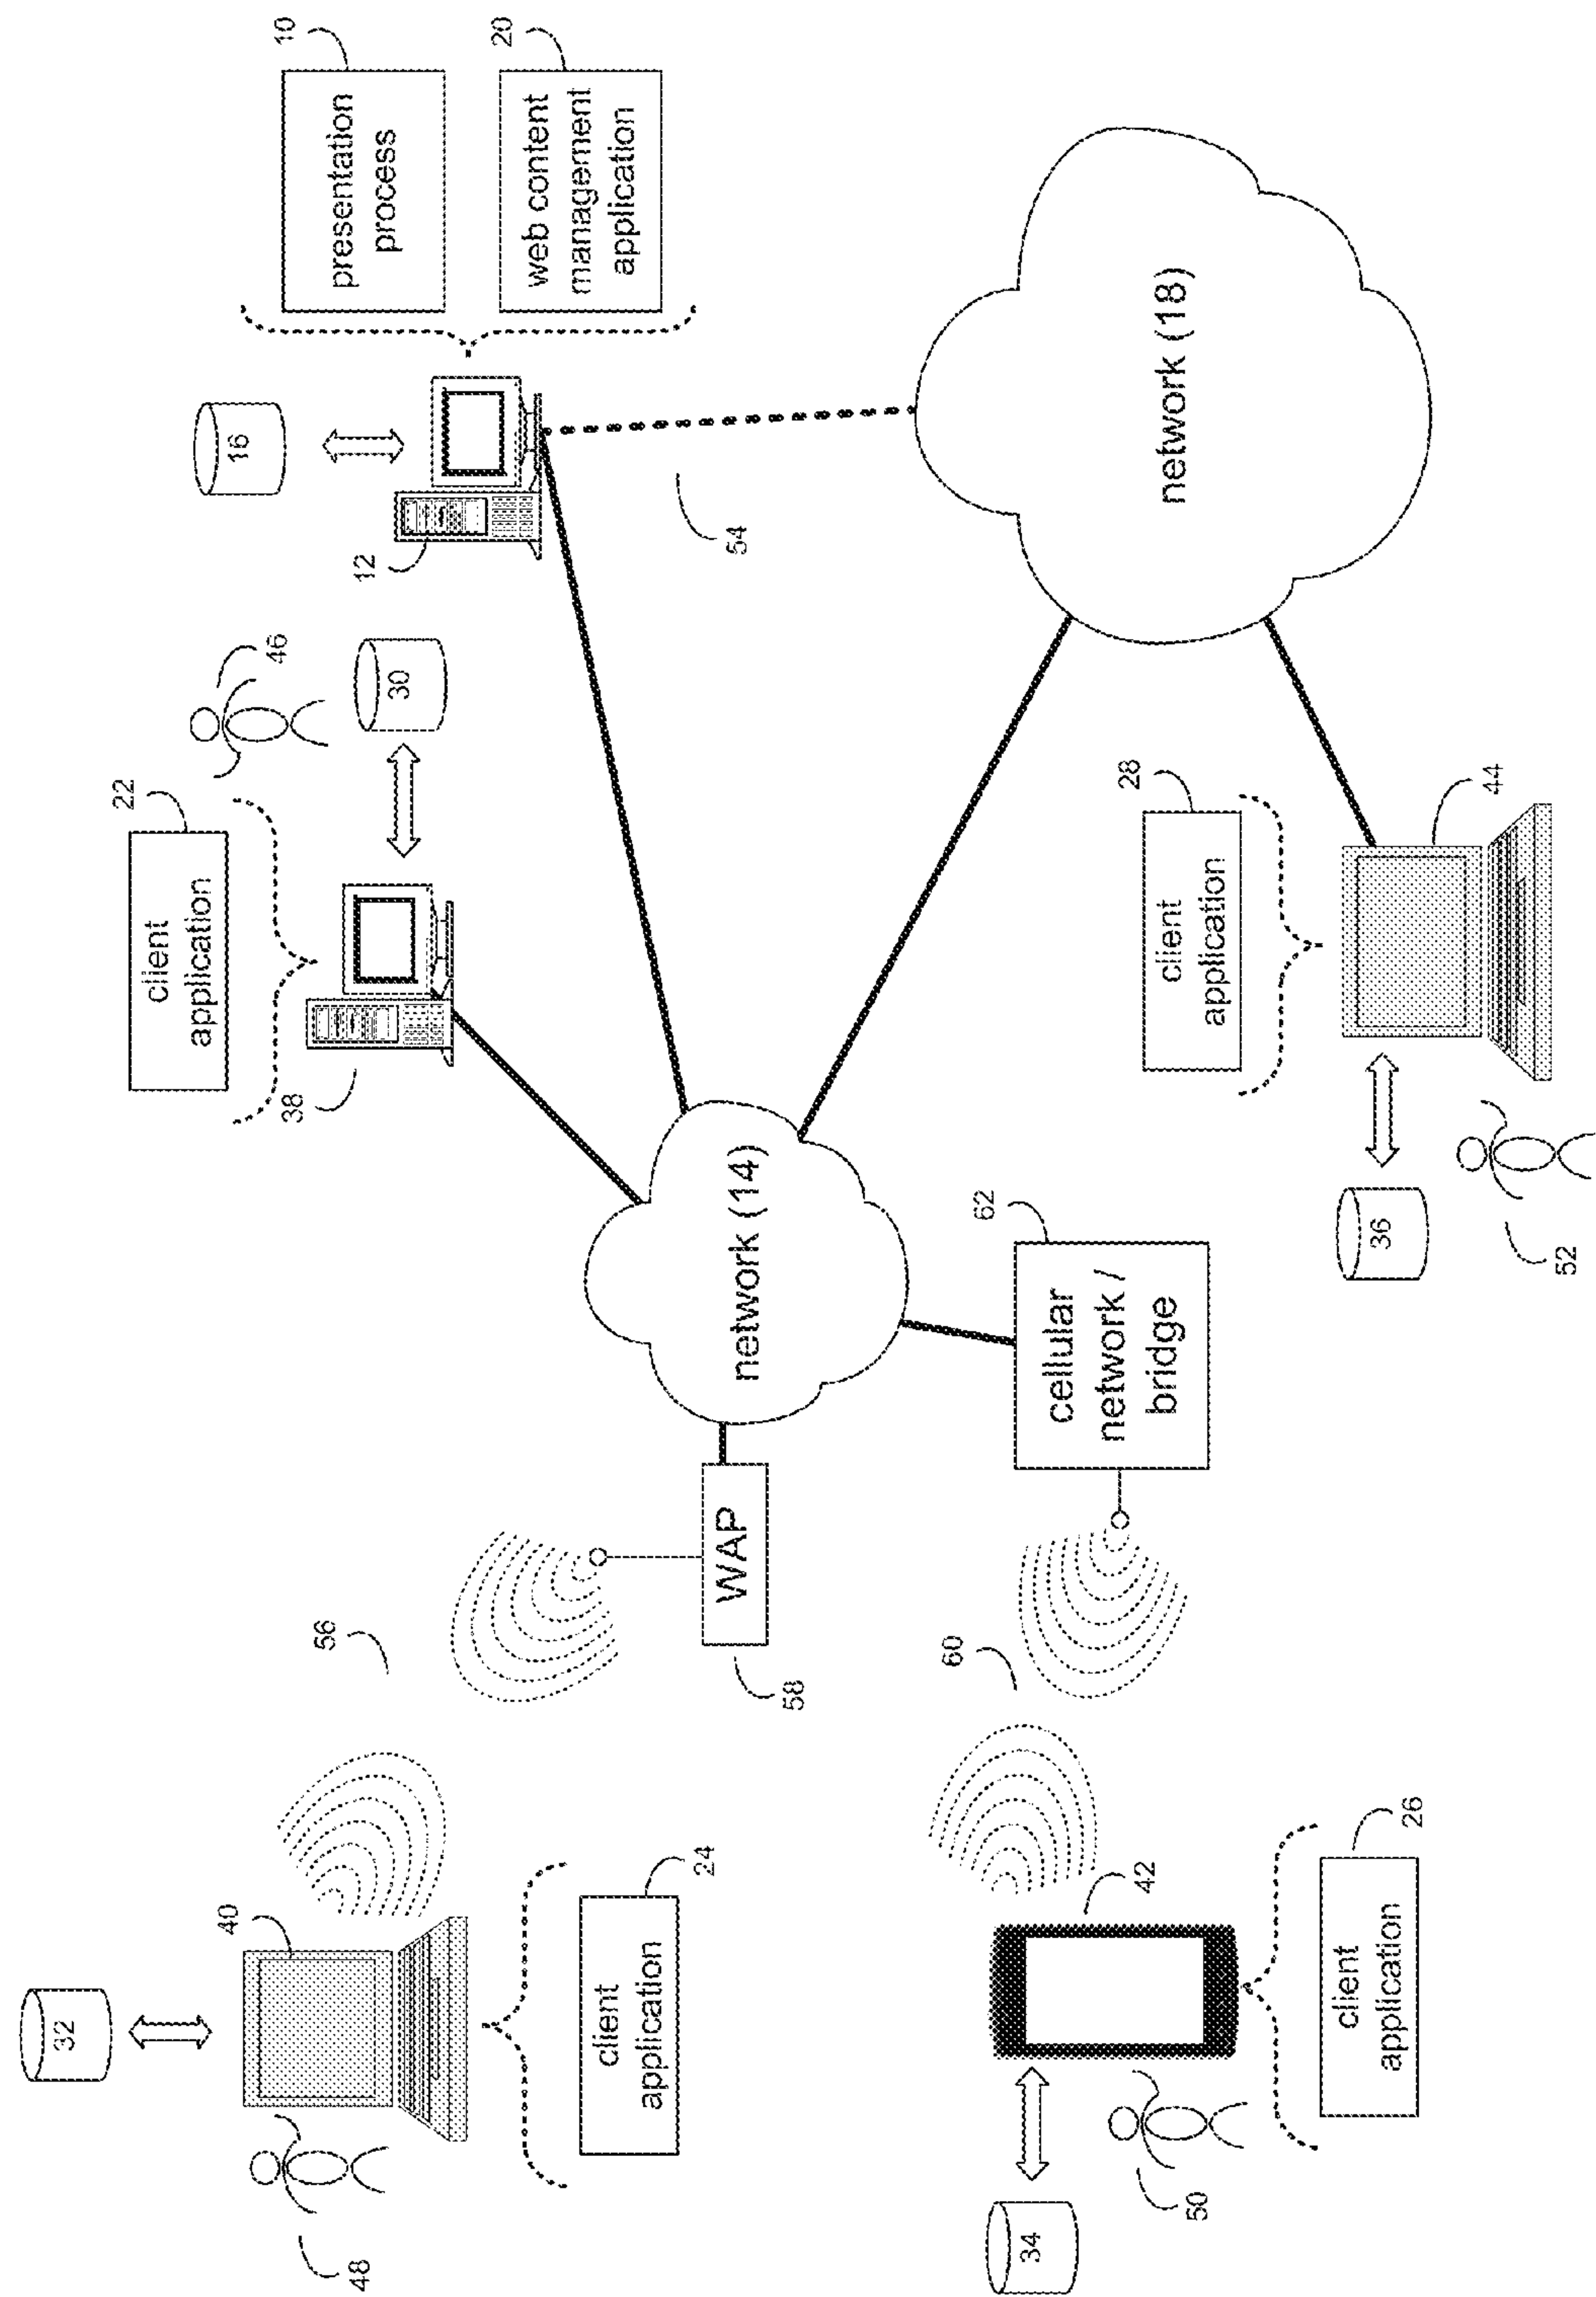 32
40
48
client
application
24
56
WAP
58
34
42
50
client
application
26
60
cellular
network /
bridge
62
network (14)
client
application
22
38
46
30
16
12
presentation
process
10
web content
management
application
20
54
network (18)
client
application
28
44
36
52